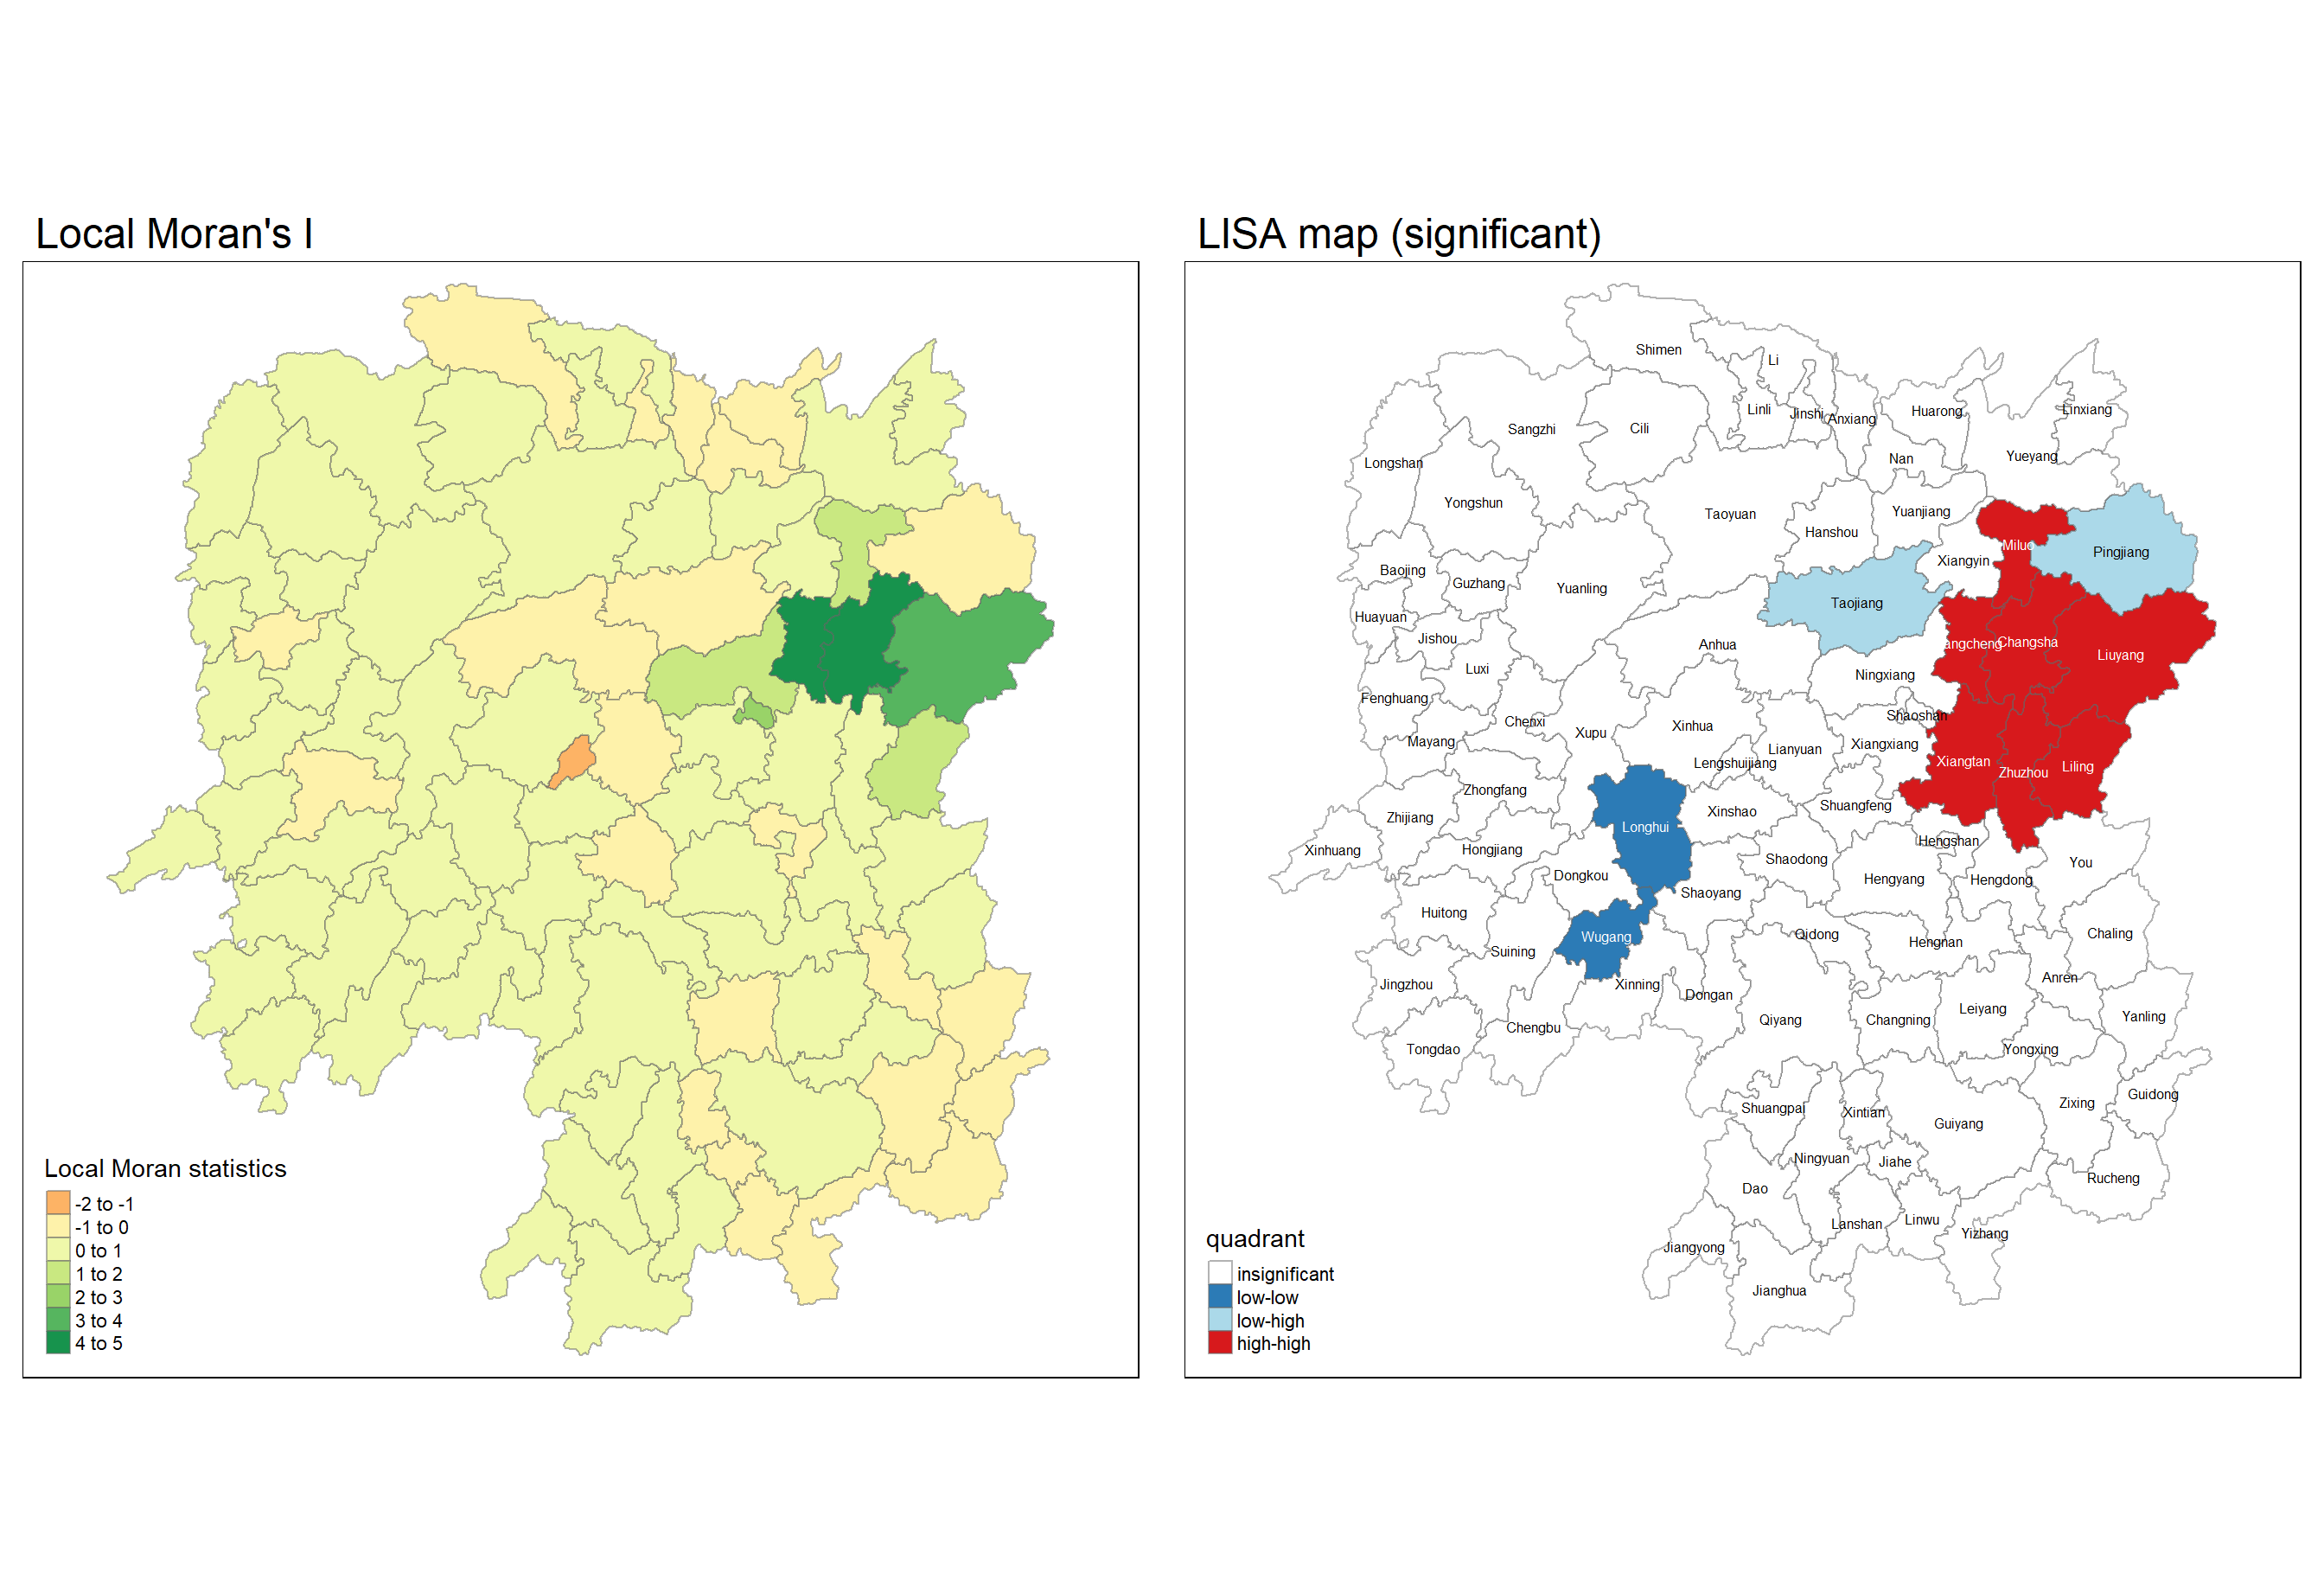 Local Moran's I
Local Moran statistics
-2 to -1
-1 to 0
0 to 1
1 to 2
2 to 3
3 to 4
4 to 5
LISA map (significant)
Shimen
Li
Linli
Jinshi
Anxiang
Huarong
Linxiang
Sangzhi
Cili
Nan
Yueyang
Longshan
Yongshun
Taoyuan
Hanshou
Yuanjiang
Miluo
Pingjiang
Xiangyin
Baojing
Guzhang
Yuanling
Taojiang
Huayuan
Jishou
Anhua
angcheng
Changsha
Liuyang
Luxi
Ningxiang
Fenghuang
Shaoshan
Chenxi
Xupu
Xinhua
Mayang
Lianyuan
Xiangxiang
Lengshuijiang
Xiangtan
Zhuzhou
Liling
Zhongfang
Shuangfeng
Zhijiang
Xinshao
Longhui
Hengshan
Xinhuang
Hongjiang
Shaodong
You
Dongkou
Hengyang
Hengdong
Shaoyang
Huitong
Wugang
Qidong
Hengnan
Chaling
Suining
Anren
Jingzhou
Xinning
Dongan
Leiyang
Chengbu
Qiyang
Changning
Yanling
Tongdao
Yongxing
Shuangpai
Xintian
Guiyang
Zixing
Guidong
Ningyuan
Jiahe
Dao
Rucheng
Lanshan
Linwu
Yizhang
Jiangyong
Jianghua
quadrant
insignificant
low-low
low-high
high-high